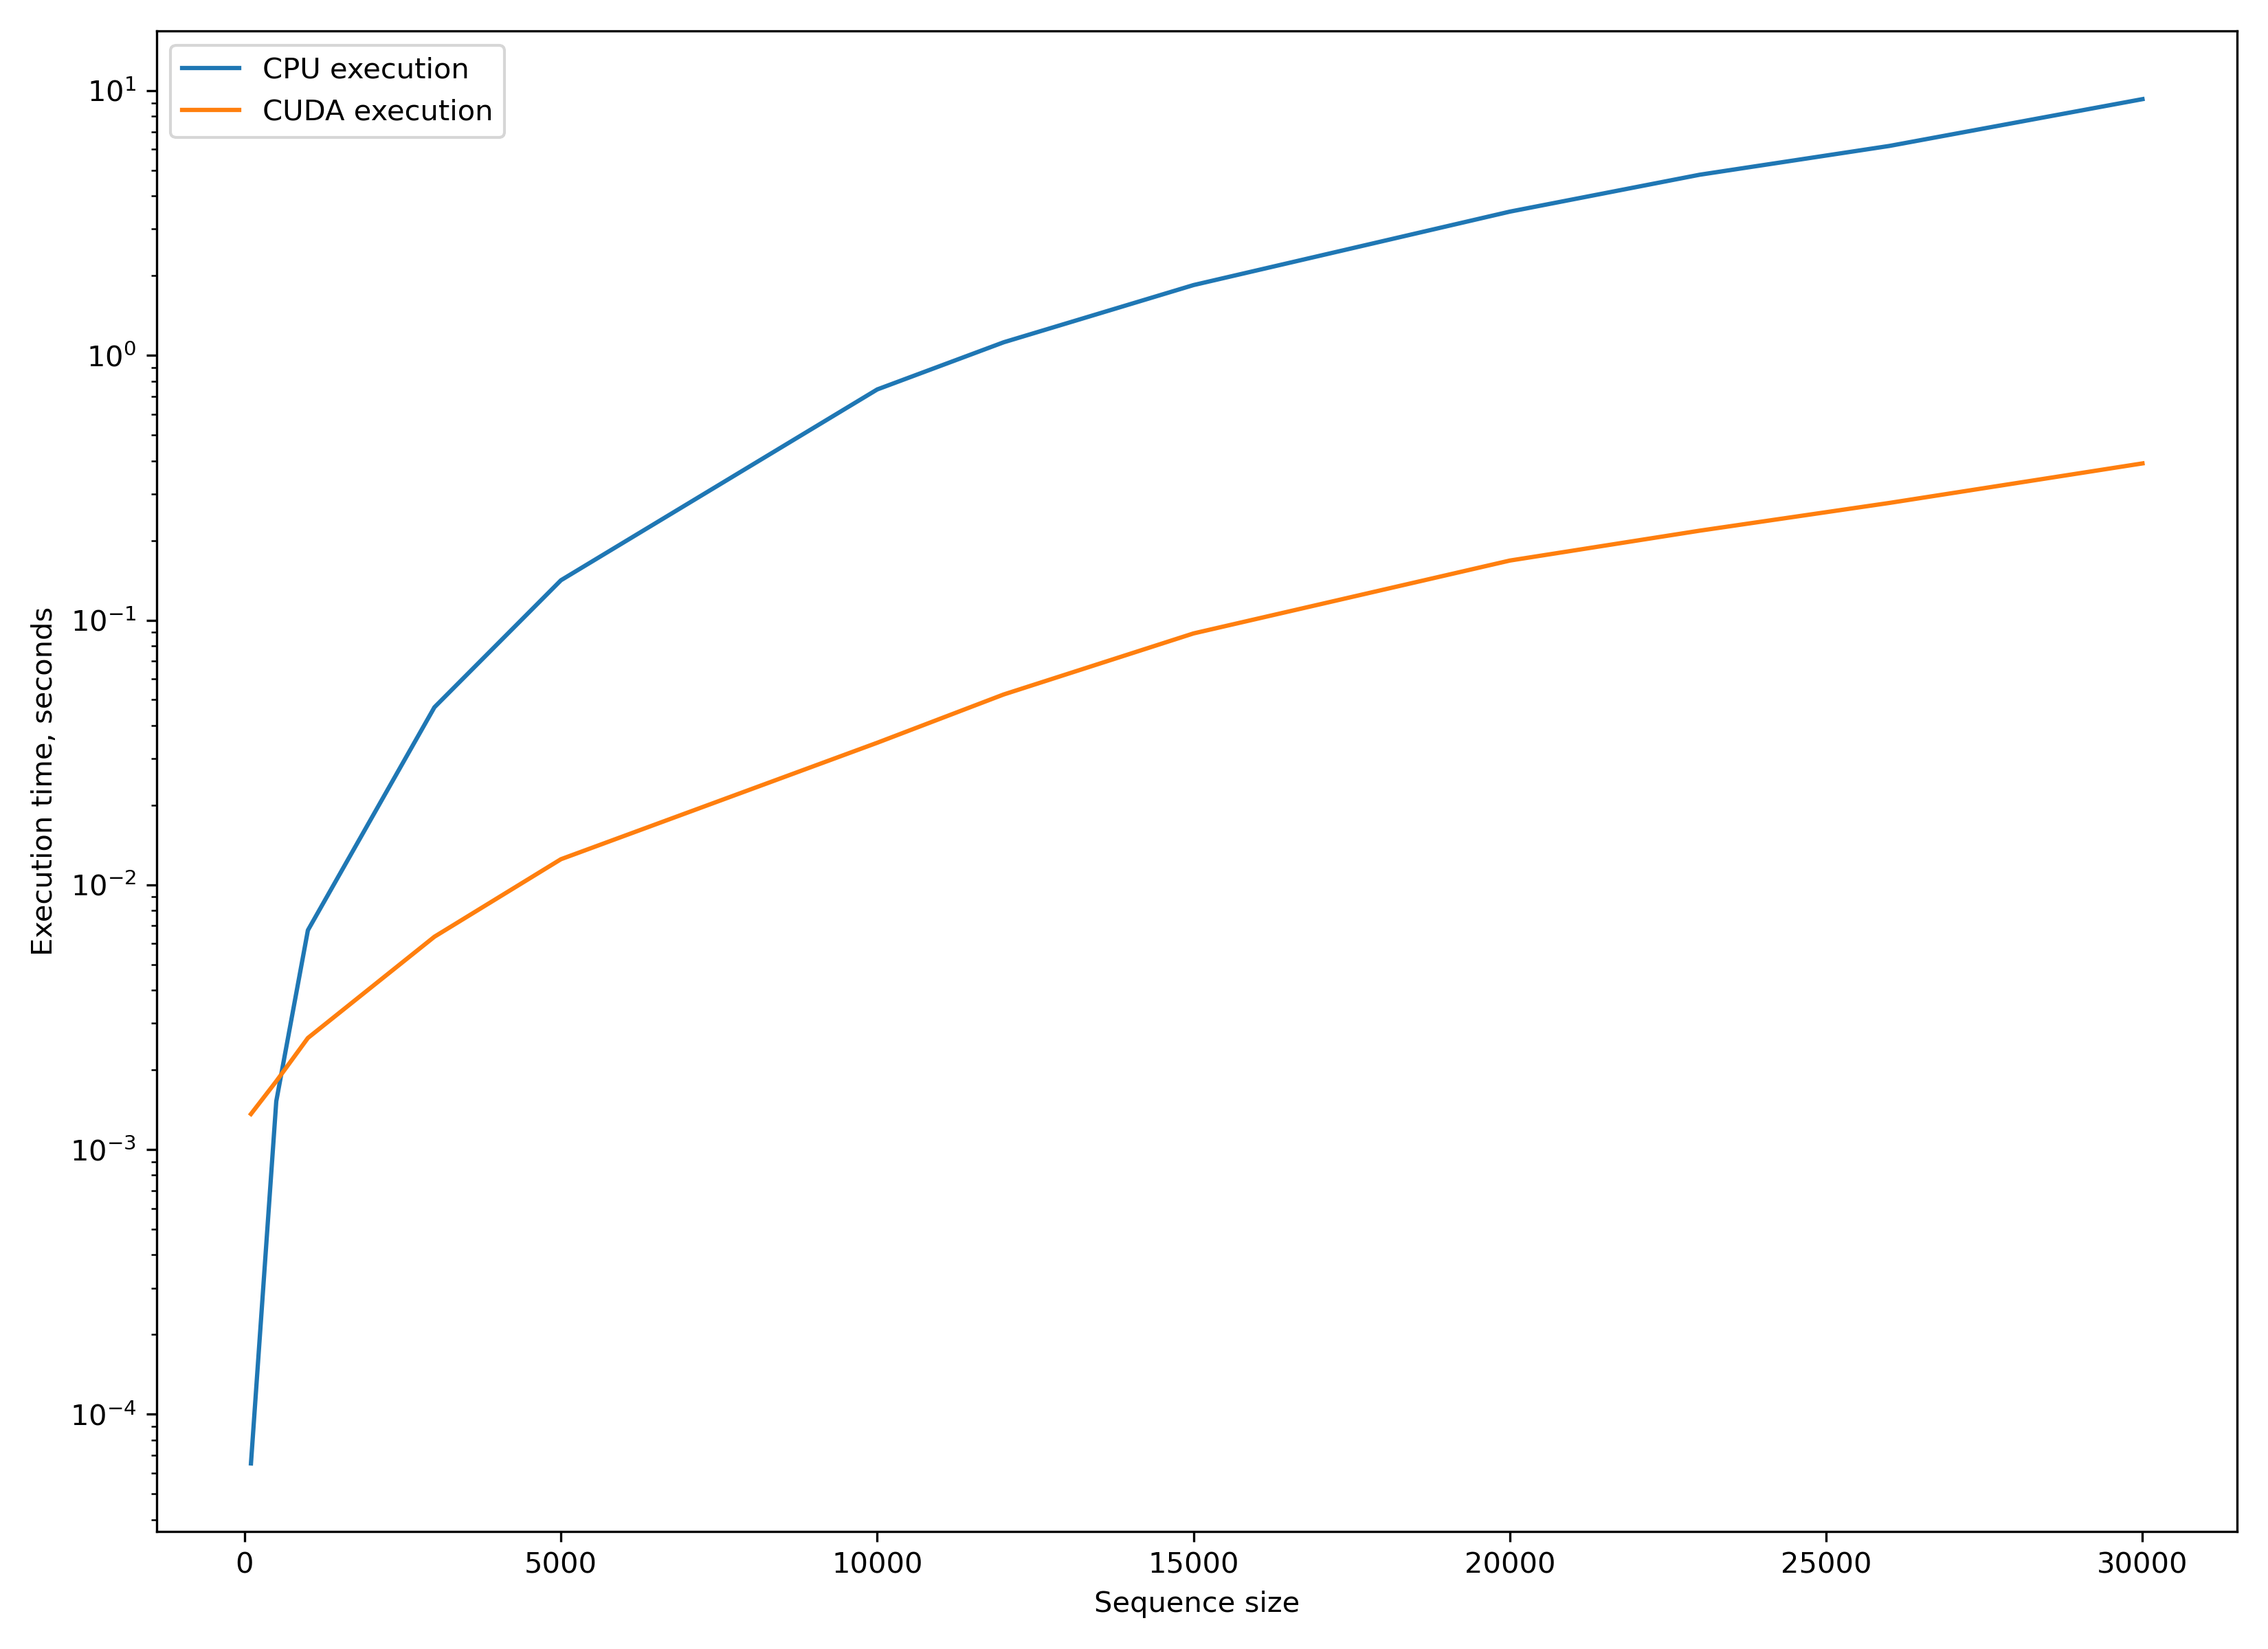 CPU execution
CUDA execution
10¹
10⁰
10⁻¹
10⁻²
10⁻³
10⁻⁴
Execution time, seconds
0 5000 10000 15000 20000 25000 30000
Sequence size